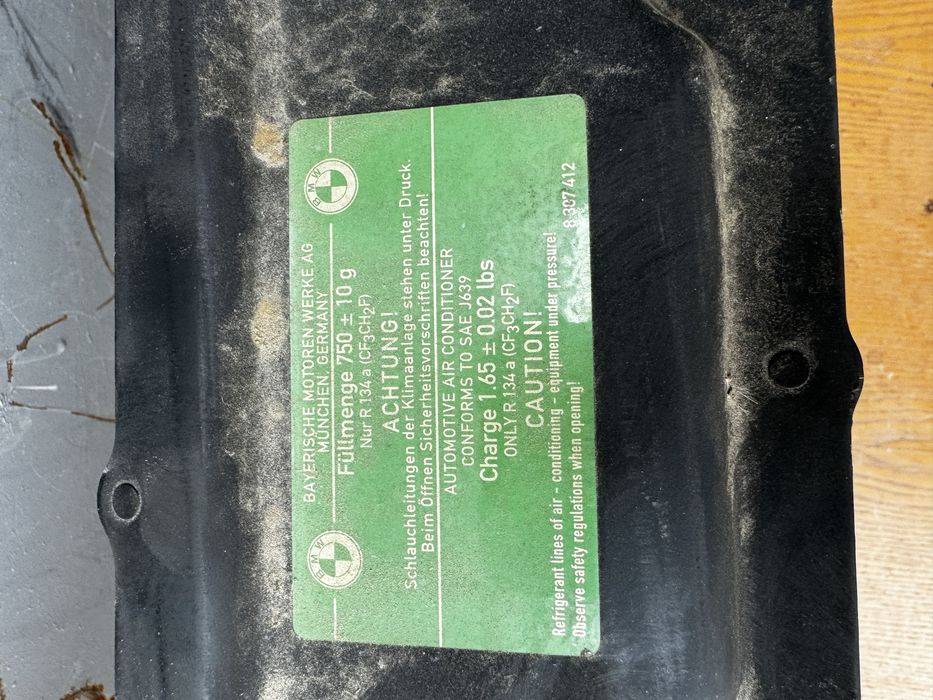 BAYERISCHE MOTOREN WERKE AG
MÜNCHEN, GERMANY
BMW
BMW
Füllmenge 750 ± 10 g
Nur R 134 a (CF3CH2F)
ACHTUNG!
Schlauchleitungen der Klimaanlage stehen unter Druck.
Beim Öffnen Sicherheitsvorschriften beachten!
AUTOMOTIVE AIR CONDITIONER
CONFORMS TO SAE J639
Charge 1.65 ± 0.02 lbs
ONLY R 134 a (CF3CH2F)
CAUTION!
Refrigerant lines of air - conditioning - equipment under pressure!
Observe safety regulations when opening!
8 387 412